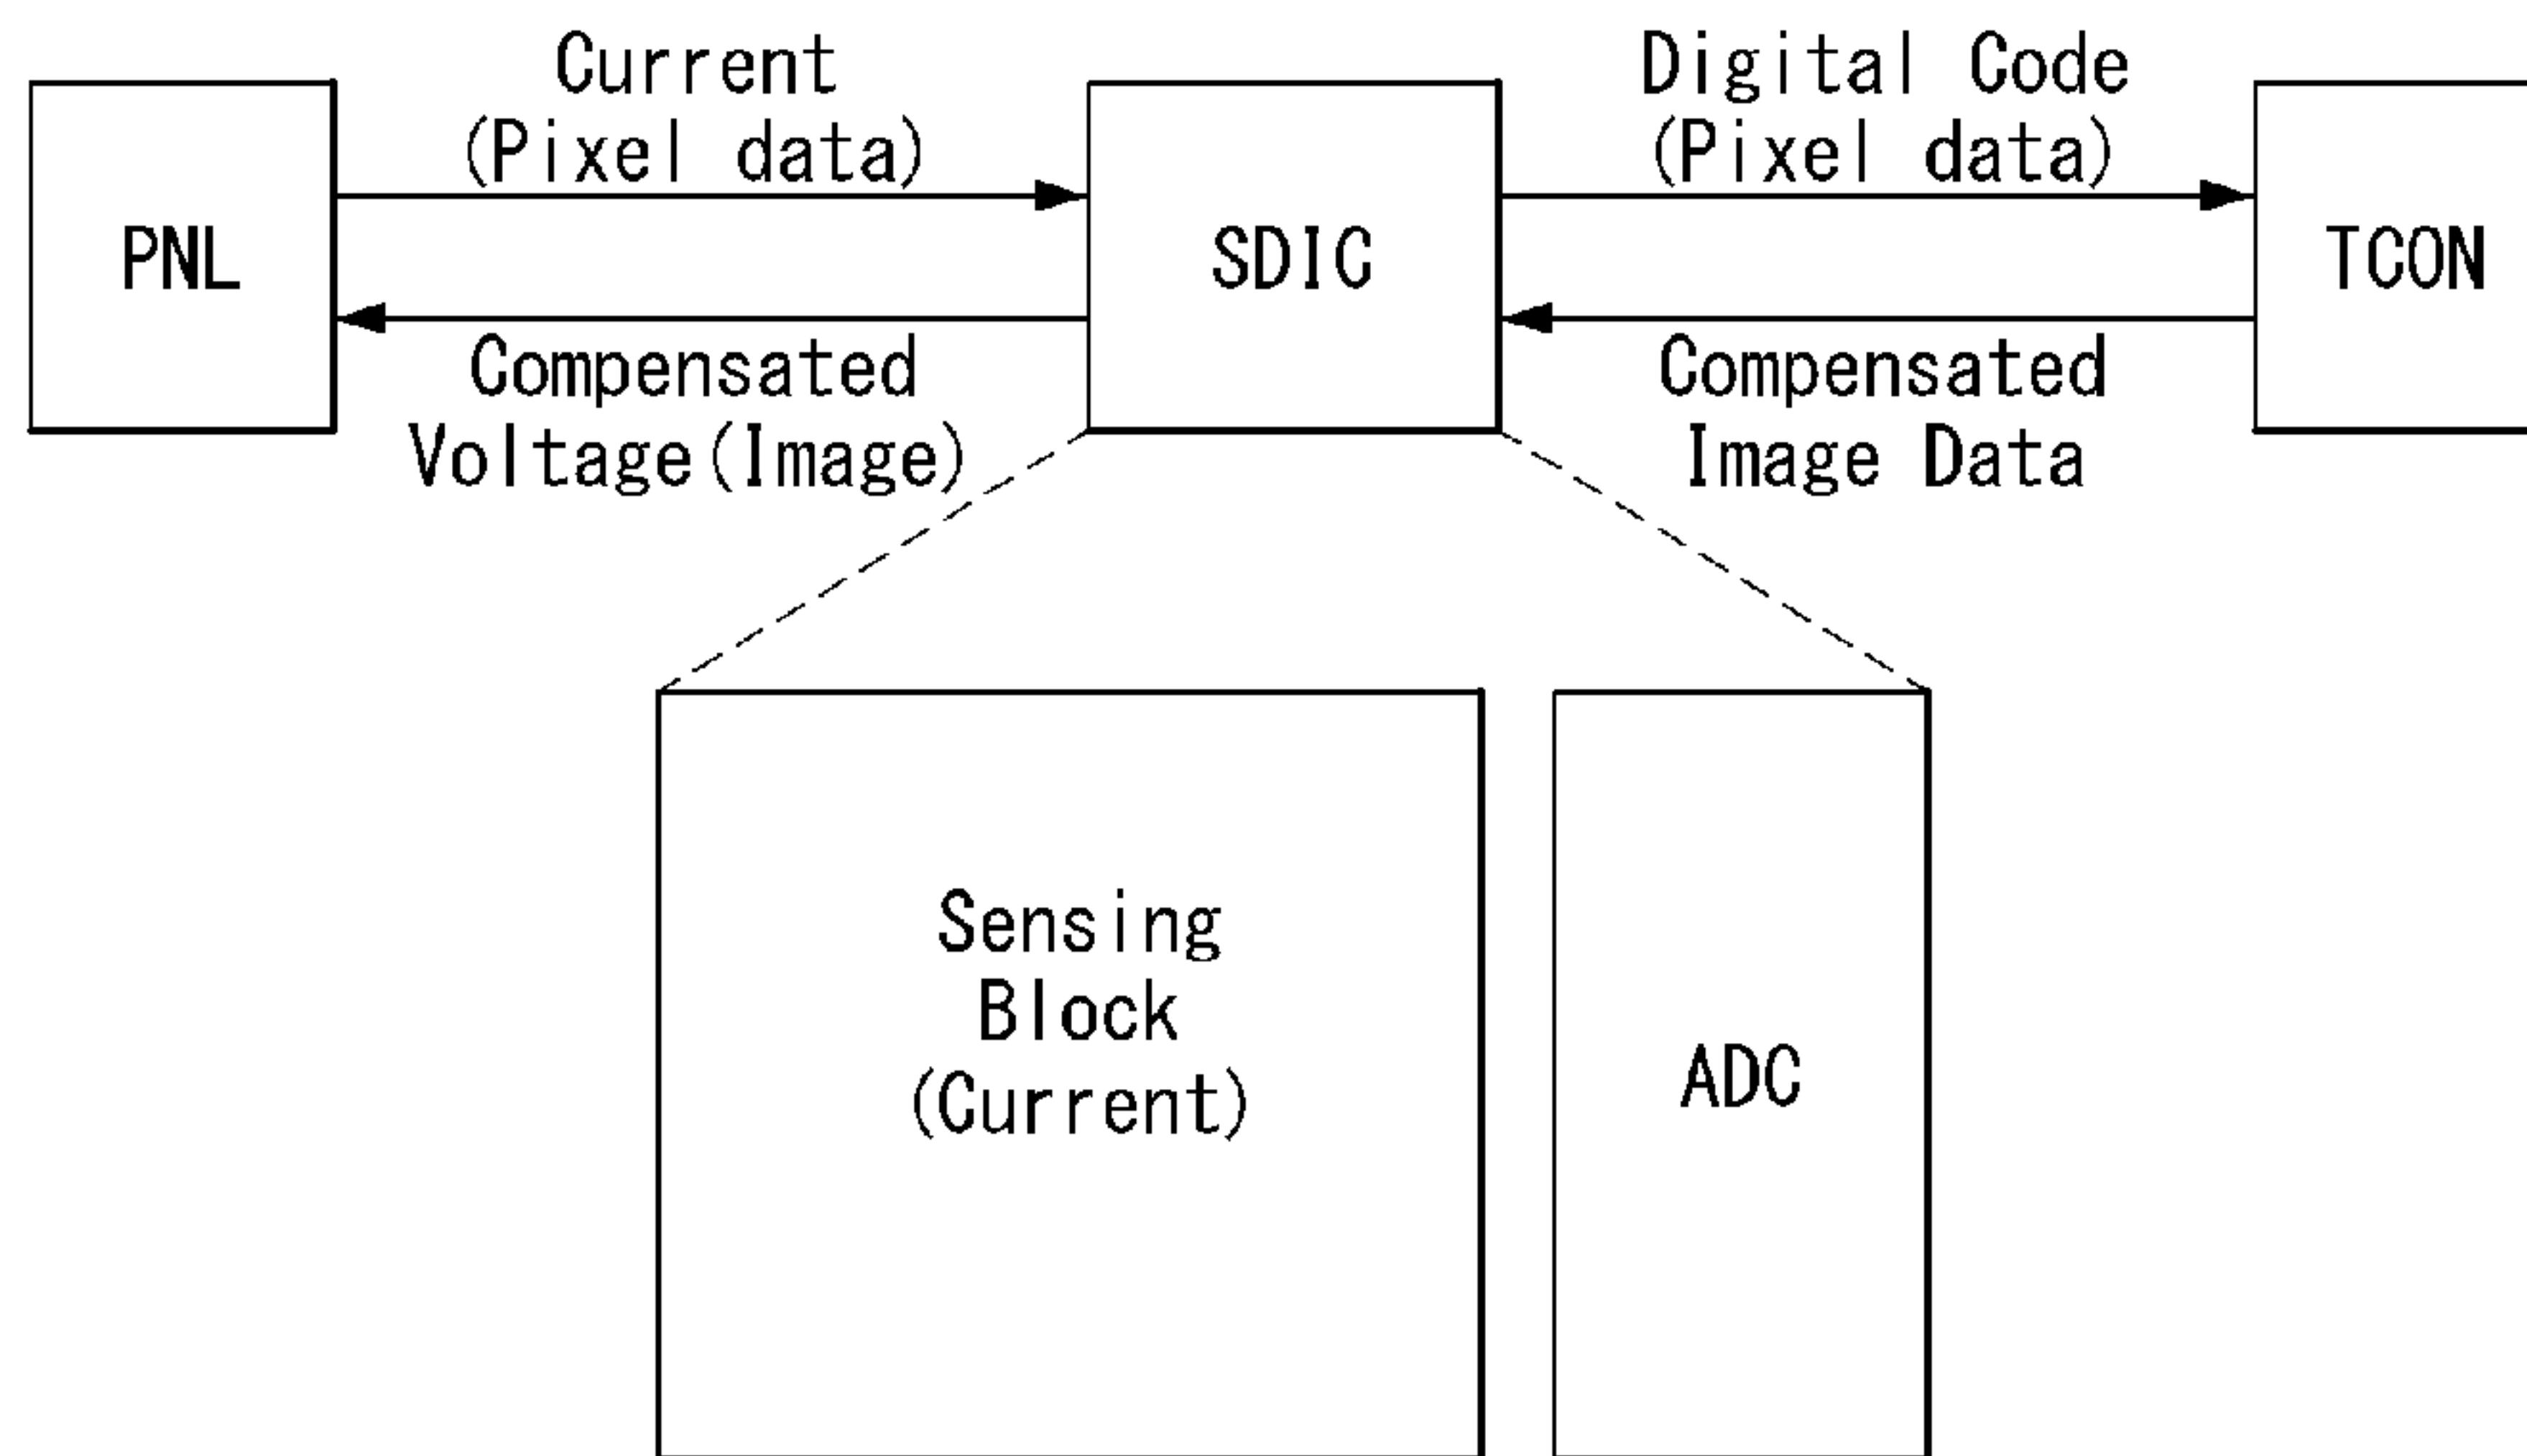 Current
(Pixel data)
Digital Code
(Pixel data)
PNL
SDIC
TCON
Compensated
Voltage(Image)
Compensated
Image Data
Sensing
Block
(Current)
ADC